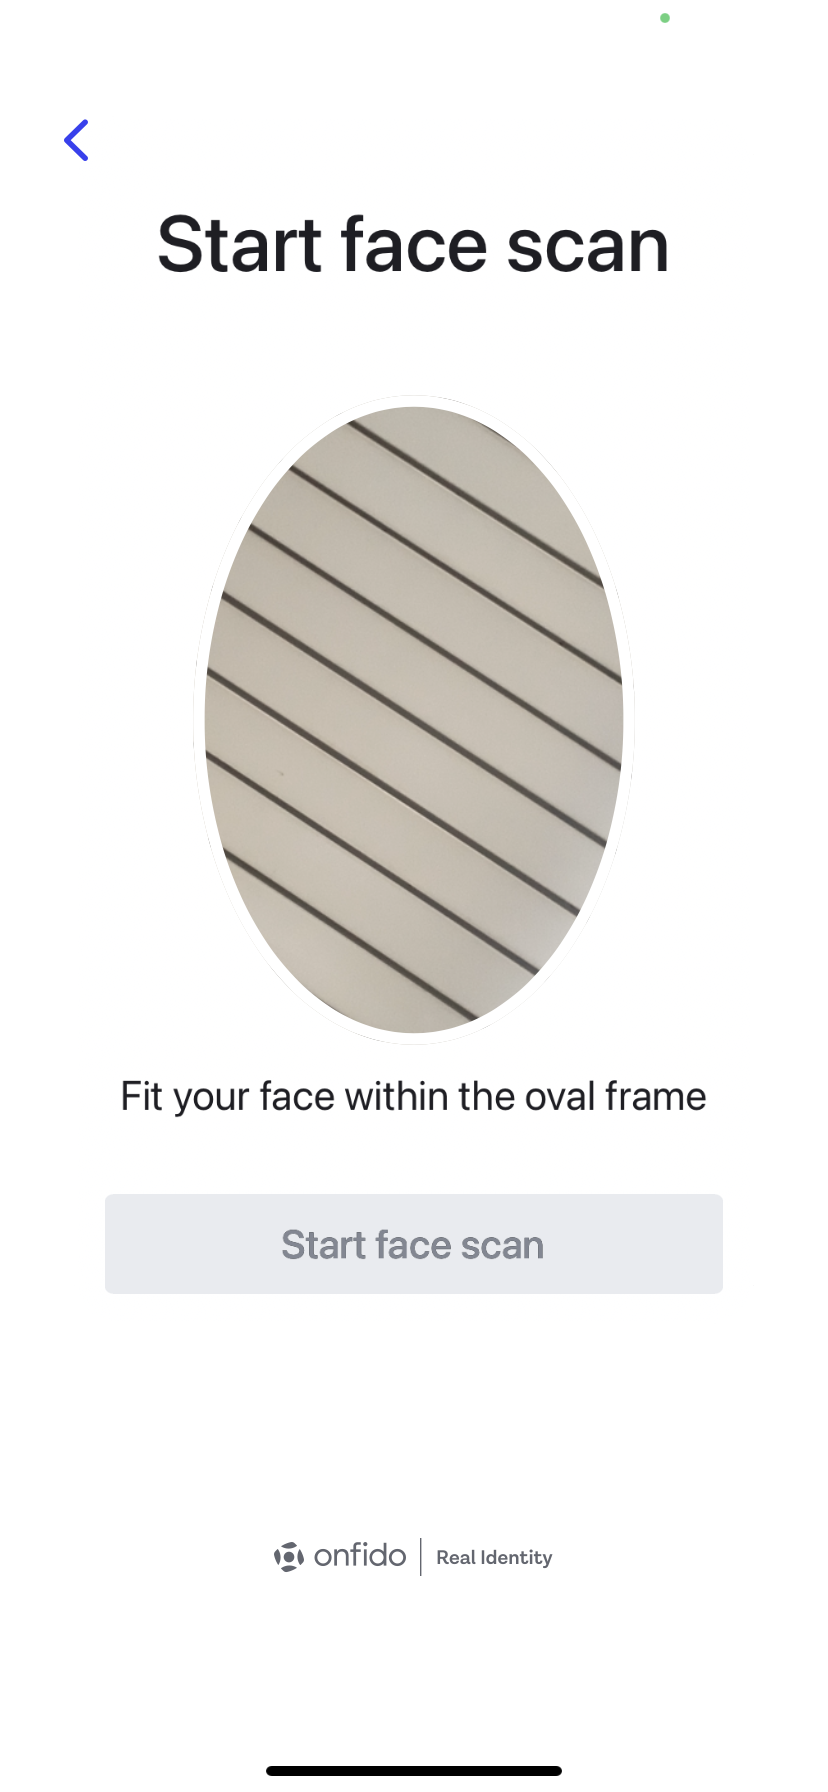 Start face scan
Fit your face within the oval frame
Start face scan
onfido | Real Identity